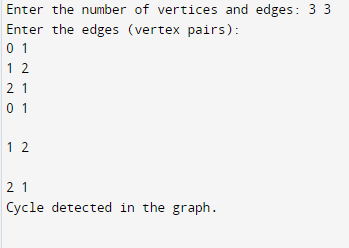 Enter the number of vertices and edges: 3 3
Enter the edges (vertex pairs):
0 1
1 2
2 1
0 1
1 2
2 1
Cycle detected in the graph.